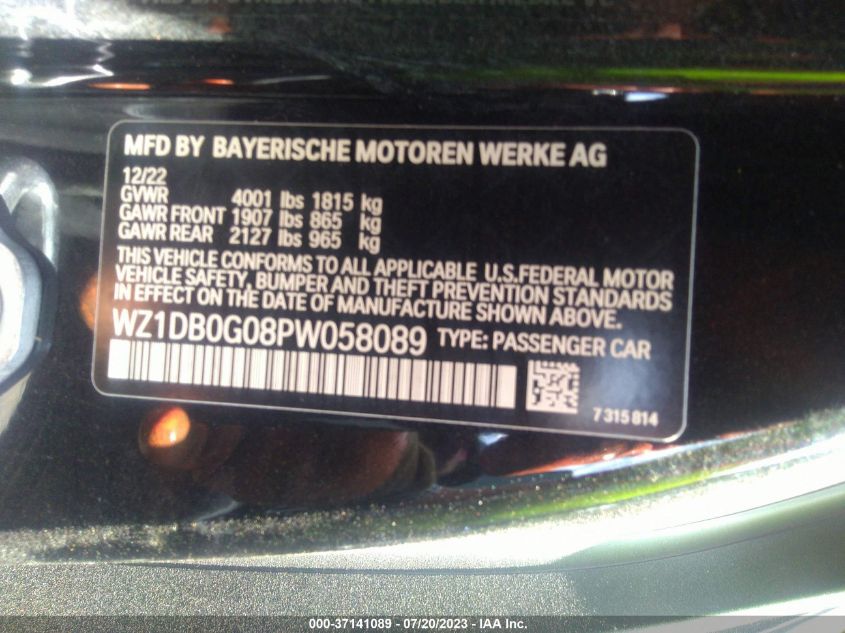 MFD BY BAYERISCHE MOTOREN WERKE AG
12/22
GVWR 4001 lbs 1815 kg
GAWR FRONT 1907 lbs 865 kg
GAWR REAR 2127 lbs 965 kg
THIS VEHICLE CONFORMS TO ALL APPLICABLE U.S.FEDERAL MOTOR
VEHICLE SAFETY, BUMPER AND THEFT PREVENTION STANDARDS
IN EFFECT ON THE DATE OF MANUFACTURE SHOWN ABOVE.
WZ1DB0G08PW058089 TYPE: PASSENGER CAR
7 315 814
000-37141089 / 07/20/2023 / IAA Inc.